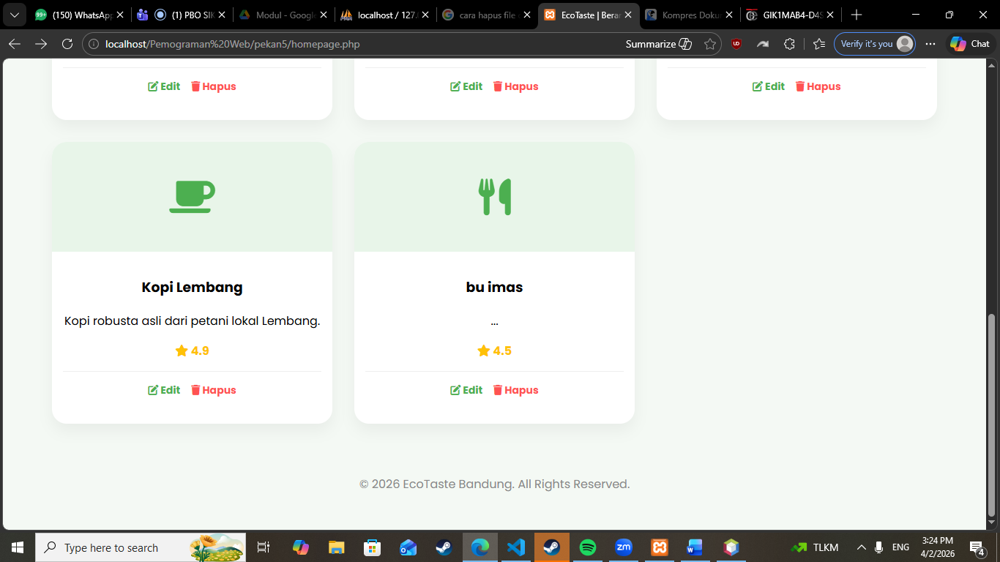 (150) WhatsApp
(1) PBO SIK
Modul - Google
localhost / 127.
cara hapus file
EcoTaste | Beran
Kompres Doku
GIK1MAB4-D4S
localhost/Pemograman%20Web/pekan5/homepage.php
Summarize
Verify it's you
Chat
Edit Hapus
Edit Hapus
Edit Hapus
Kopi Lembang
Kopi robusta asli dari petani lokal Lembang.
4.9
Edit Hapus
bu imas
...
4.5
Edit Hapus
© 2026 EcoTaste Bandung. All Rights Reserved.
Type here to search
TLKM
ENG
3:24 PM
4/2/2026
4